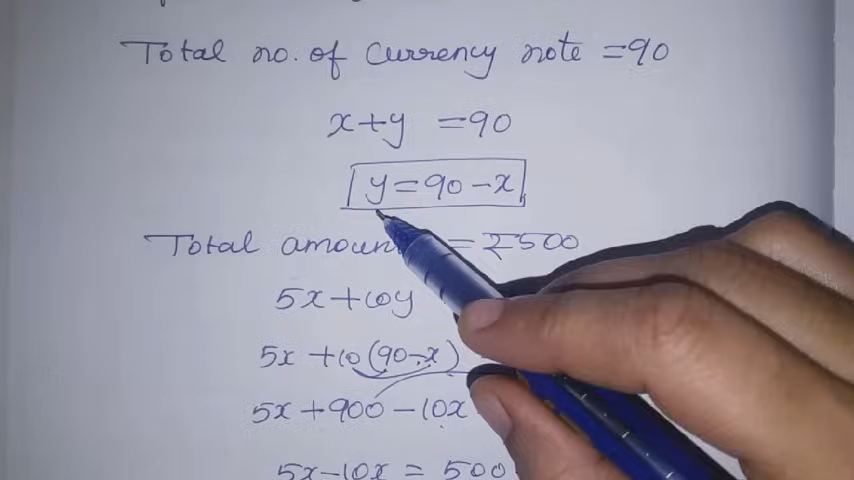 Total no. of Currency note = 90
x+y = 90
y = 90 - x
Total amount = ₹500
5x + 10y
5x + 10(90-x)
5x + 900 - 10x
5x-10x = 500